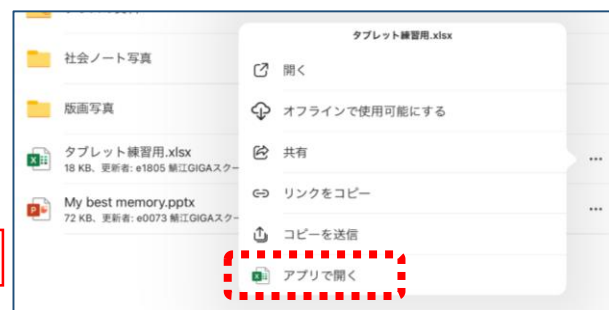 社会ノート写真
版画写真
タブレット練習用.xlsx
18 KB、更新者: e1805 鯖江GIGAスクー
My best memory.pptx
72 KB、更新者: e0073 鯖江GIGAスクー
タブレット練習用.xlsx
開く
オフラインで使用可能にする
共有
リンクをコピー
コピーを送信
アプリで開く